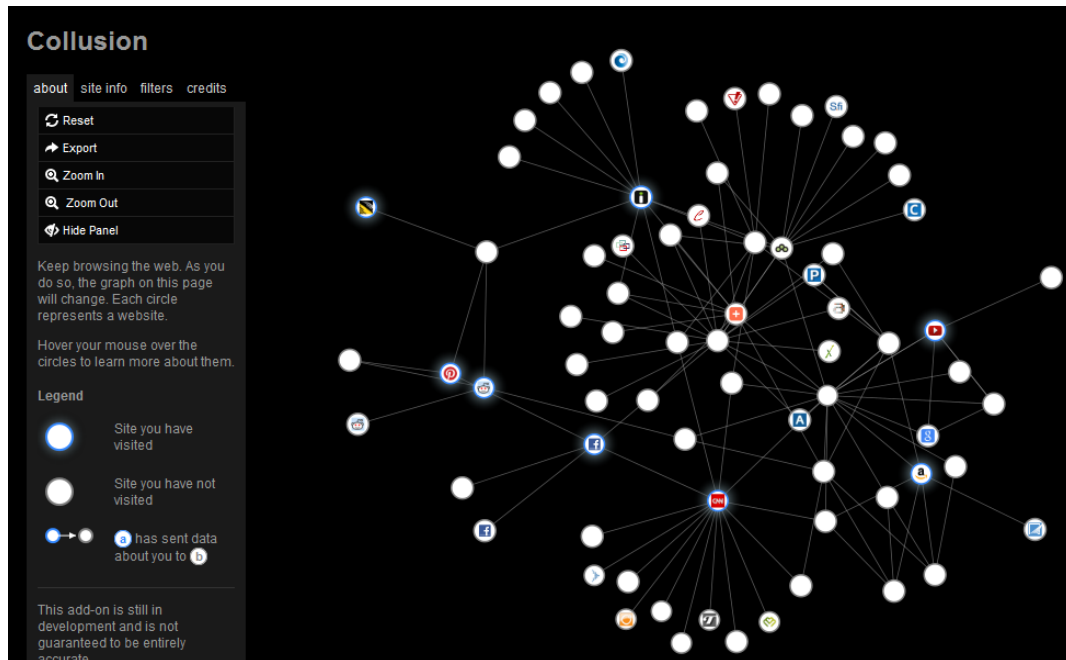 Collusion
about site info filters credits
Reset
Export
Zoom In
Zoom Out
Hide Panel
Keep browsing the web. As you
do so, the graph on this page
will change. Each circle
represents a website.
Hover your mouse over the
circles to learn more about them.
Legend
Site you have
visited
Site you have not
visited
a has sent data
about you to b
This add-on is still in
development and is not
guaranteed to be entirely
accurate
Sfi
C
P
A
g
a
CNN